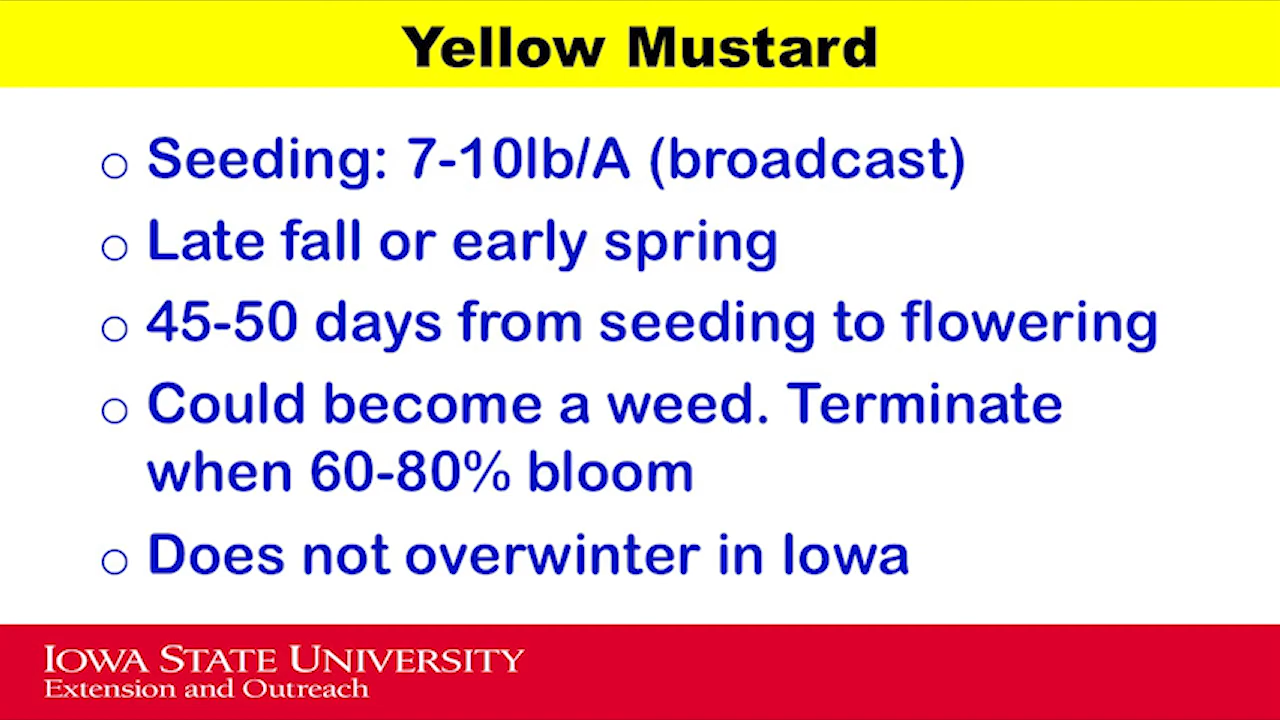 Yellow Mustard
o Seeding: 7-10lb/A (broadcast)
o Late fall or early spring
o 45-50 days from seeding to flowering
o Could become a weed. Terminate
when 60-80% bloom
o Does not overwinter in Iowa
IOWA STATE UNIVERSITY
Extension and Outreach